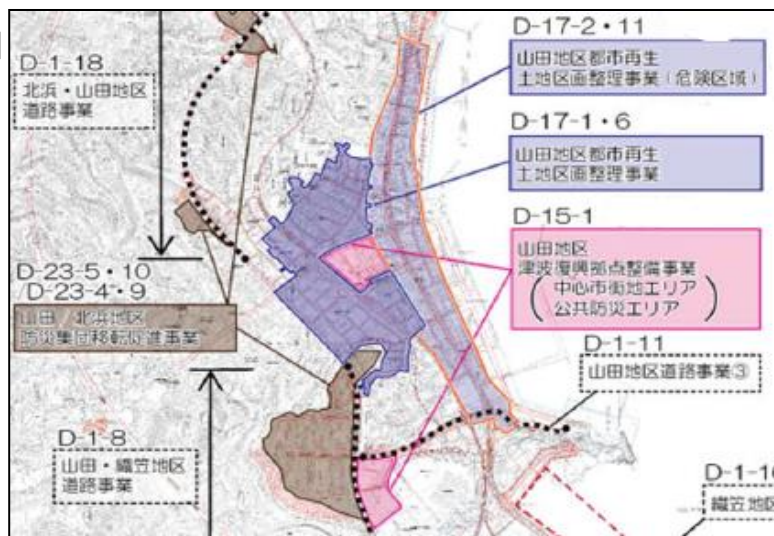 D-1-18
北浜・山田地区
道路事業
D-17-2・11
山田地区都市再生
土地区画整理事業(危険区域)
D-17-1・6
山田地区都市再生
土地区画整理事業
D-15-1
山田地区
津波復興拠点整備事業
(中心市街地エリア
公共防災エリア)
D-23-5・10
/D-23-4・9
山田/北浜地区
防災集団移転促進事業
D-1-11
山田地区道路事業③
D-1-8
山田・織笠地区
道路事業
D-1-10
織笠地区